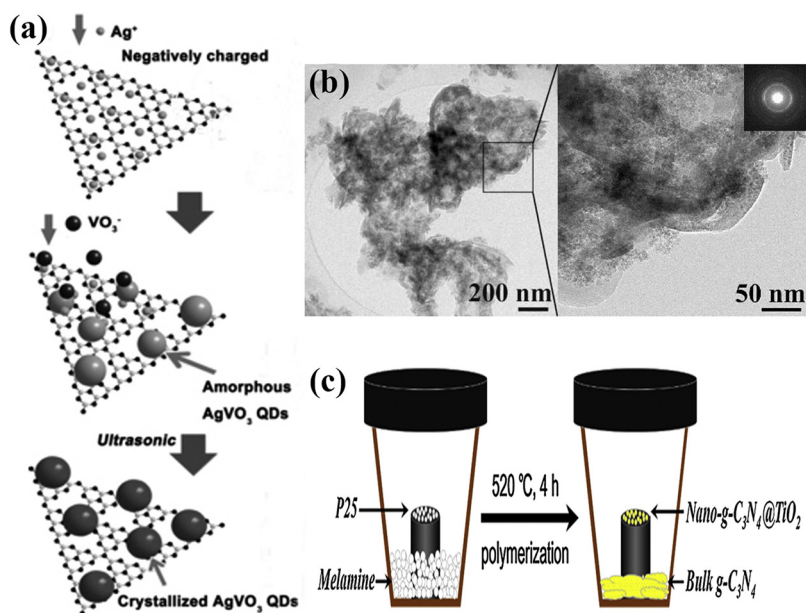 (a)
Ag⁺
Negatively charged
VO₃⁻
Amorphous
AgVO₃ QDs
Ultrasonic
Crystallized AgVO₃ QDs
(b)
200 nm
50 nm
(c)
P25
Melamine
520 ℃, 4 h
polymerization
Nano-g-C₃N₄@TiO₂
Bulk g-C₃N₄